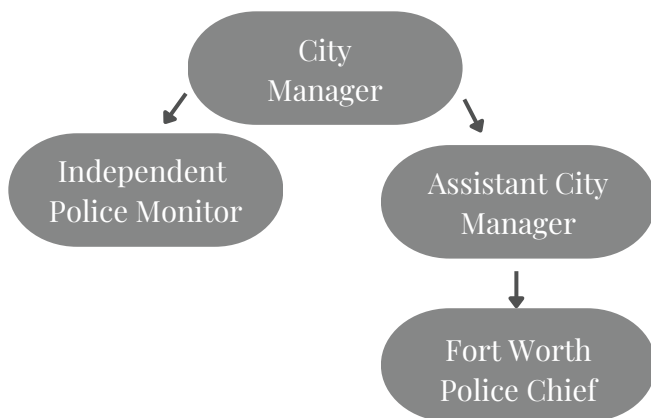 City
Manager
Independent
Police Monitor
Assistant City
Manager
Fort Worth
Police Chief